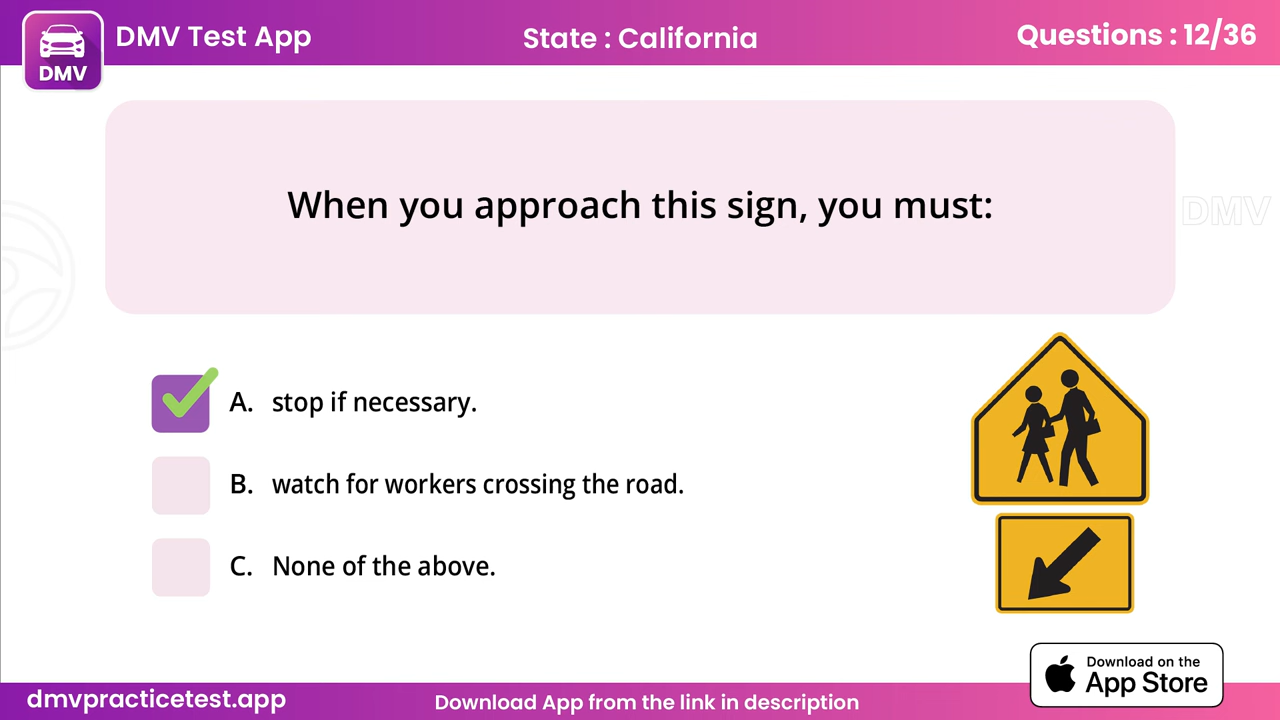 DMV
DMV Test App
State : California
Questions : 12/36
When you approach this sign, you must:
DMV
A. stop if necessary.
B. watch for workers crossing the road.
C. None of the above.
dmvpracticetest.app
Download App from the link in description
Download on the
App Store